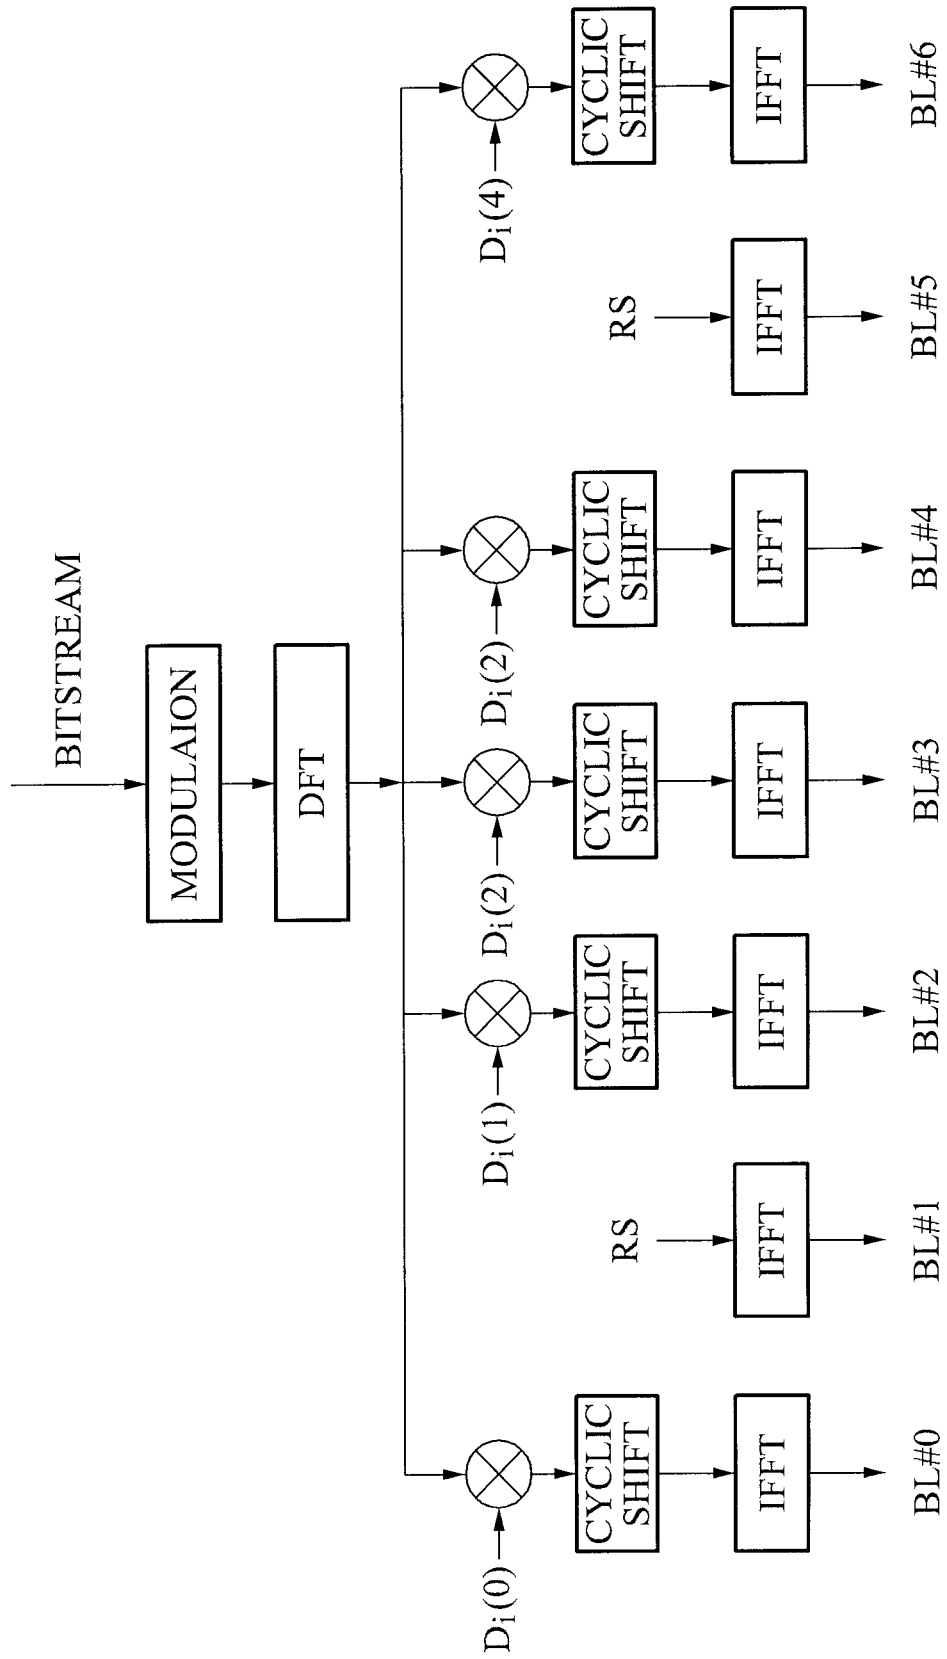 BITSTREAM
MODULAION
DFT
Di(0)
Di(1)
Di(2)
Di(2)
Di(4)
CYCLIC
SHIFT
RS
CYCLIC
SHIFT
CYCLIC
SHIFT
CYCLIC
SHIFT
RS
CYCLIC
SHIFT
IFFT
IFFT
IFFT
IFFT
IFFT
IFFT
IFFT
BL#0
BL#1
BL#2
BL#3
BL#4
BL#5
BL#6